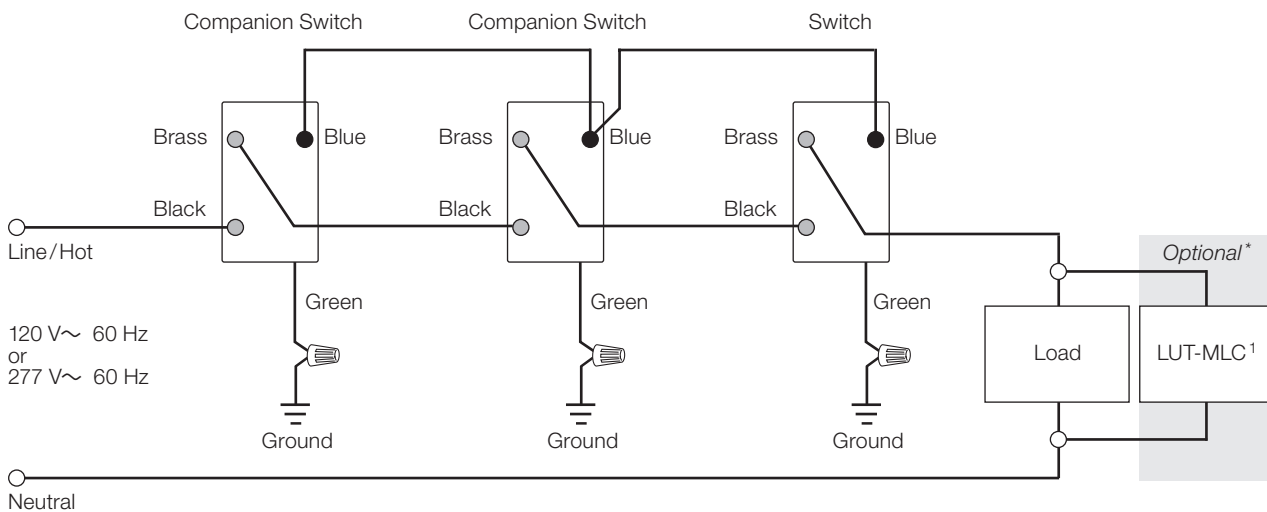 Companion Switch
Companion Switch
Switch
Brass
Blue
Brass
Blue
Brass
Blue
Black
Black
Black
Line/Hot
Optional*
Green
Green
Green
120 V~ 60 Hz
or
277 V~ 60 Hz
Load
LUT-MLC¹
Ground
Ground
Ground
Neutral